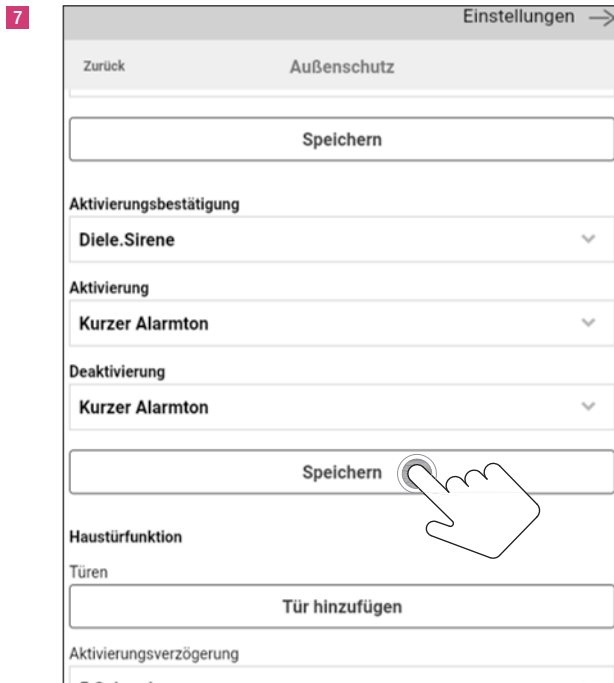 7
Einstellungen
Zurück Außenschutz
Speichern
Aktivierungsbestätigung
Diele.Sirene
Aktivierung
Kurzer Alarmton
Deaktivierung
Kurzer Alarmton
Speichern
Haustürfunktion
Türen
Tür hinzufügen
Aktivierungsverzögerung